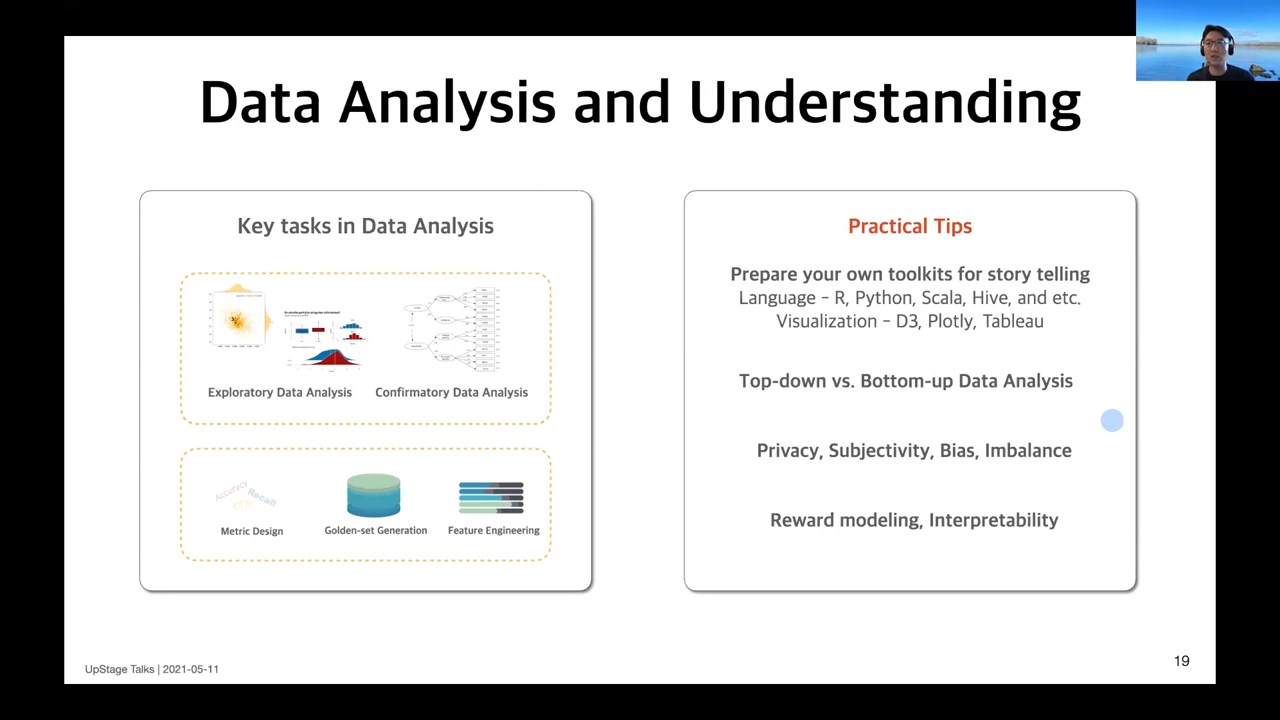 Data Analysis and Understanding
Key tasks in Data Analysis
Exploratory Data Analysis
Confirmatory Data Analysis
Accuracy
Recall
CTR
Metric Design
Golden-set Generation
Feature Engineering
Practical Tips
Prepare your own toolkits for story telling
Language – R, Python, Scala, Hive, and etc.
Visualization – D3, Plotly, Tableau
Top-down vs. Bottom-up Data Analysis
Privacy, Subjectivity, Bias, Imbalance
Reward modeling, Interpretability
UpStage Talks | 2021-05-11
19